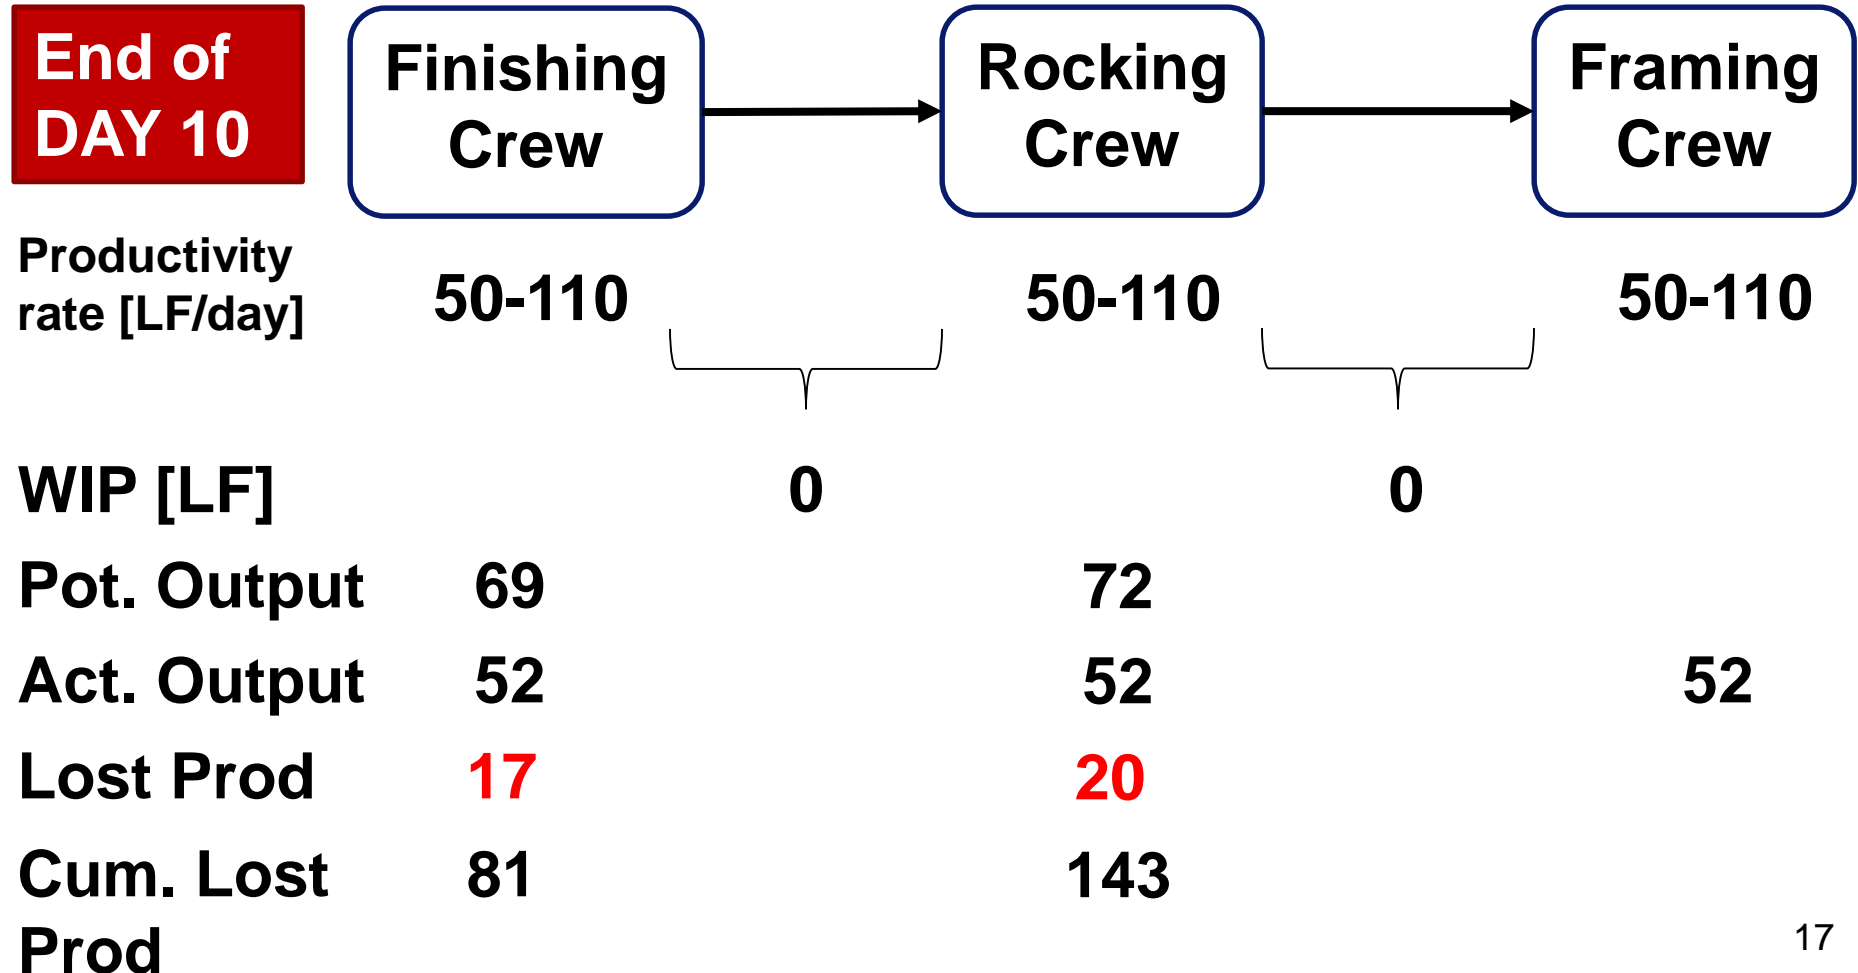 End of
DAY 10
Finishing
Crew
Rocking
Crew
Framing
Crew
Productivity
rate [LF/day]
50-110
50-110
50-110
WIP [LF]
0
0
Pot. Output
69
72
Act. Output
52
52
52
Lost Prod
17
20
Cum. Lost
Prod
81
143
17